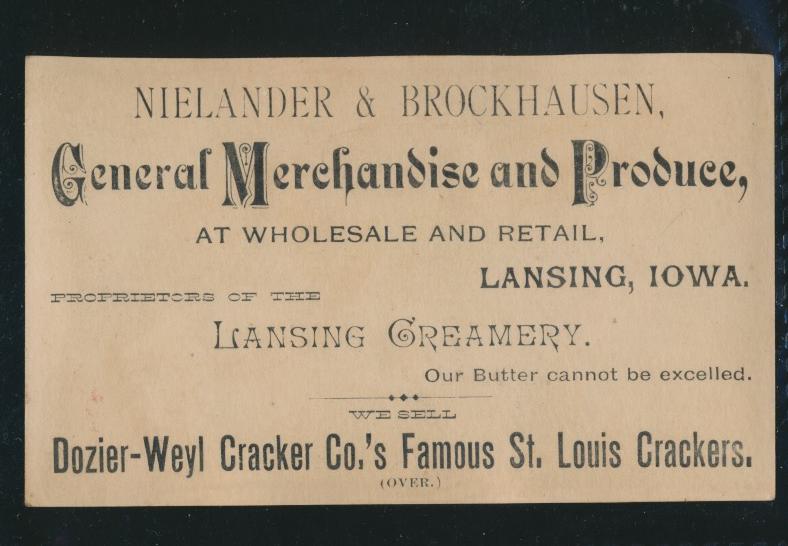 NIELANDER & BROCKHAUSEN,
General Merchandise and Produce,
AT WHOLESALE AND RETAIL,
LANSING, IOWA.
PROPRIETORS OF THE
LANSING CREAMERY.
Our Butter cannot be excelled.
WE SELL
Dozier-Weyl Cracker Co.'s Famous St. Louis Crackers.
(OVER.)